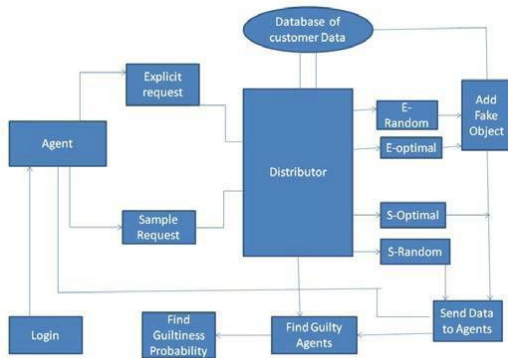 Database of
customer Data
Explicit
request
E-
Random
Add
Fake
Object
Agent
E-optimal
Distributor
Sample
Request
S-Optimal
S-Random
Login
Find
Guiltiness
Probability
Find Guilty
Agents
Send Data
to Agents